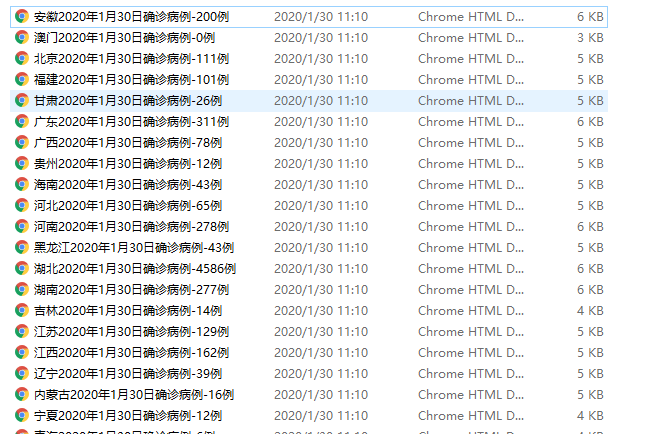 安徽2020年1月30日确诊病例-200例 2020/1/30 11:10 Chrome HTML D... 6 KB
澳门2020年1月30日确诊病例-0例 2020/1/30 11:10 Chrome HTML D... 3 KB
北京2020年1月30日确诊病例-111例 2020/1/30 11:10 Chrome HTML D... 5 KB
福建2020年1月30日确诊病例-101例 2020/1/30 11:10 Chrome HTML D... 5 KB
甘肃2020年1月30日确诊病例-26例 2020/1/30 11:10 Chrome HTML D... 5 KB
广东2020年1月30日确诊病例-311例 2020/1/30 11:10 Chrome HTML D... 6 KB
广西2020年1月30日确诊病例-78例 2020/1/30 11:10 Chrome HTML D... 5 KB
贵州2020年1月30日确诊病例-12例 2020/1/30 11:10 Chrome HTML D... 5 KB
海南2020年1月30日确诊病例-43例 2020/1/30 11:10 Chrome HTML D... 5 KB
河北2020年1月30日确诊病例-65例 2020/1/30 11:10 Chrome HTML D... 5 KB
河南2020年1月30日确诊病例-278例 2020/1/30 11:10 Chrome HTML D... 6 KB
黑龙江2020年1月30日确诊病例-43例 2020/1/30 11:10 Chrome HTML D... 5 KB
湖北2020年1月30日确诊病例-4586例 2020/1/30 11:10 Chrome HTML D... 6 KB
湖南2020年1月30日确诊病例-277例 2020/1/30 11:10 Chrome HTML D... 6 KB
吉林2020年1月30日确诊病例-14例 2020/1/30 11:10 Chrome HTML D... 4 KB
江苏2020年1月30日确诊病例-129例 2020/1/30 11:10 Chrome HTML D... 5 KB
江西2020年1月30日确诊病例-162例 2020/1/30 11:10 Chrome HTML D... 5 KB
辽宁2020年1月30日确诊病例-39例 2020/1/30 11:10 Chrome HTML D... 5 KB
内蒙古2020年1月30日确诊病例-16例 2020/1/30 11:10 Chrome HTML D... 5 KB
宁夏2020年1月30日确诊病例-12例 2020/1/30 11:10 Chrome HTML D... 4 KB